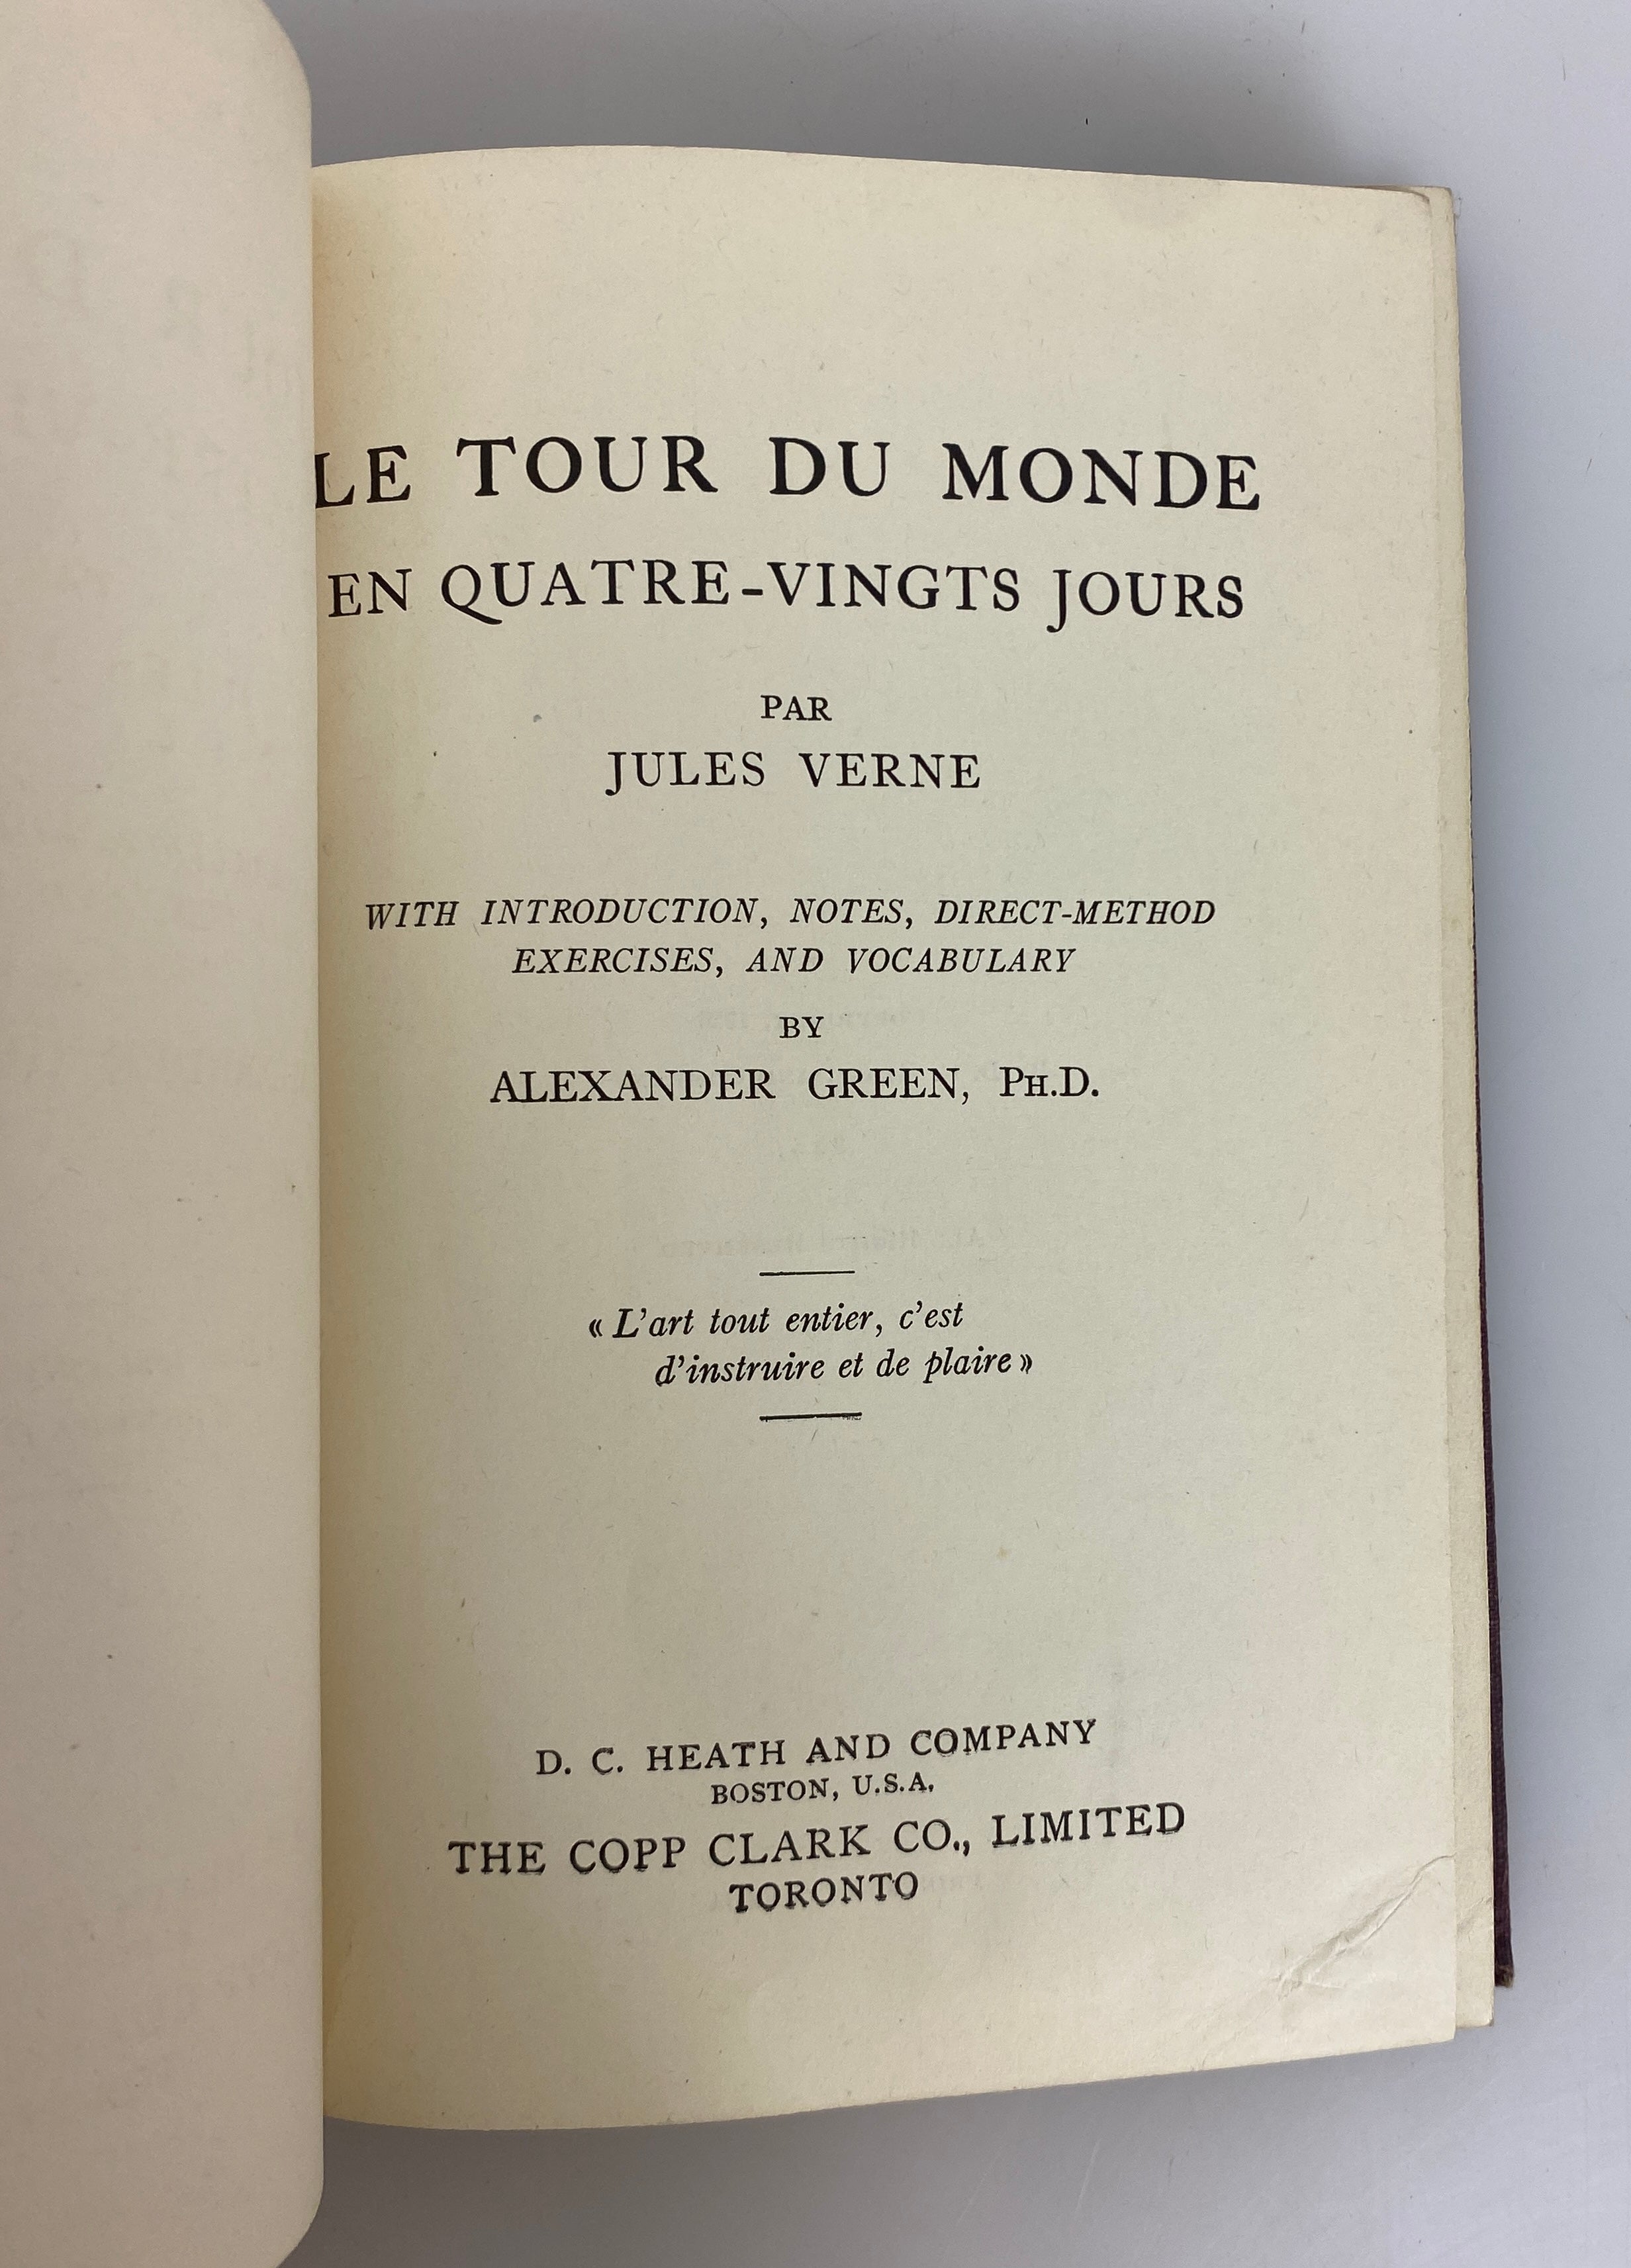 LE TOUR DU MONDE
EN QUATRE-VINGTS JOURS
PAR
JULES VERNE
WITH INTRODUCTION, NOTES, DIRECT-METHOD
EXERCISES, AND VOCABULARY
BY
ALEXANDER GREEN, PH.D.
« L'art tout entier, c'est
d'instruire et de plaire »
D. C. HEATH AND COMPANY
BOSTON, U.S.A.
THE COPP CLARK CO., LIMITED
TORONTO